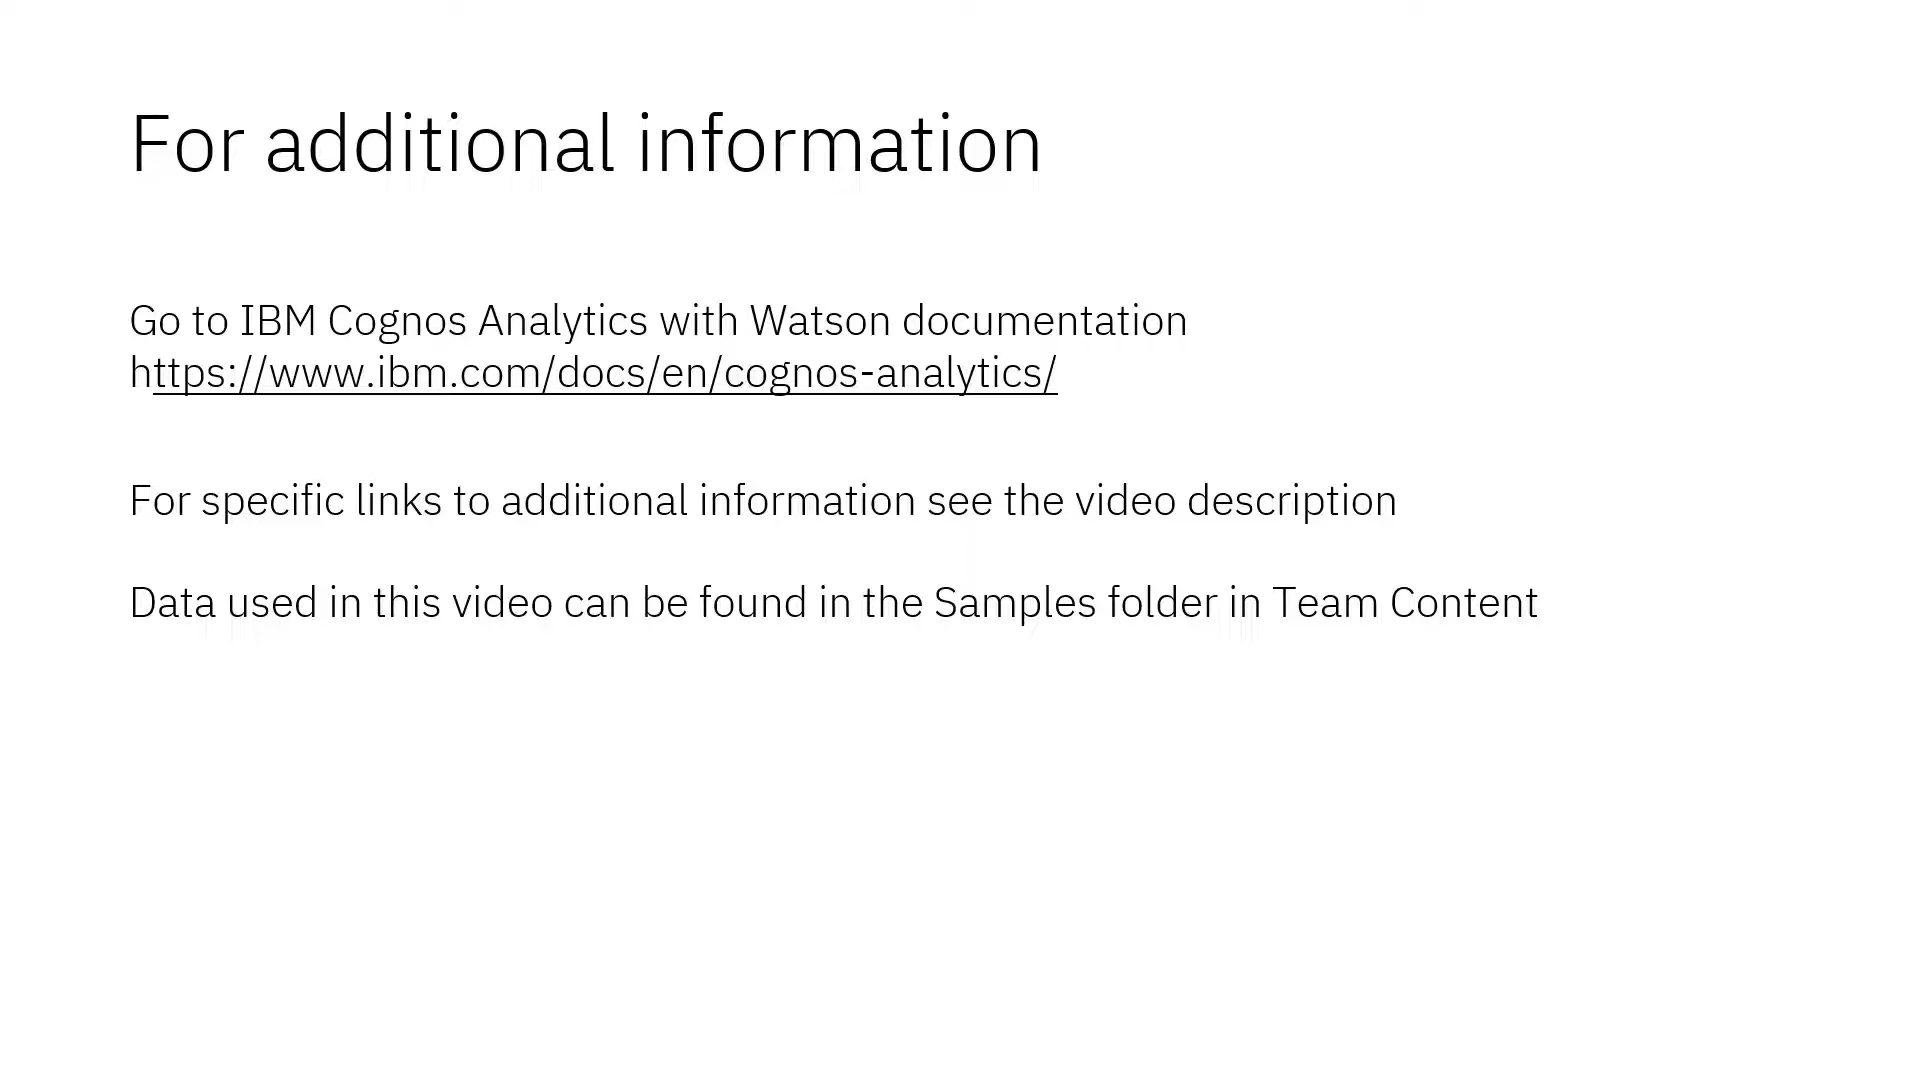 For additional information
Go to IBM Cognos Analytics with Watson documentation
https://www.ibm.com/docs/en/cognos-analytics/
For specific links to additional information see the video description
Data used in this video can be found in the Samples folder in Team Content